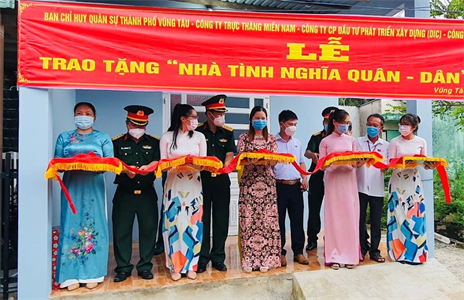 BAN CHỈ HUY QUÂN SỰ THÀNH PHỐ VŨNG TÀU - CÔNG TY TRỰC THĂNG MIỀN NAM - CÔNG TY CP ĐẦU TƯ PHÁT TRIỂN XÂY DỰNG (DIC) - CÔNG
LỄ
TRAO TẶNG "NHÀ TÌNH NGHĨA QUÂN - DÂN"
Vũng Tà